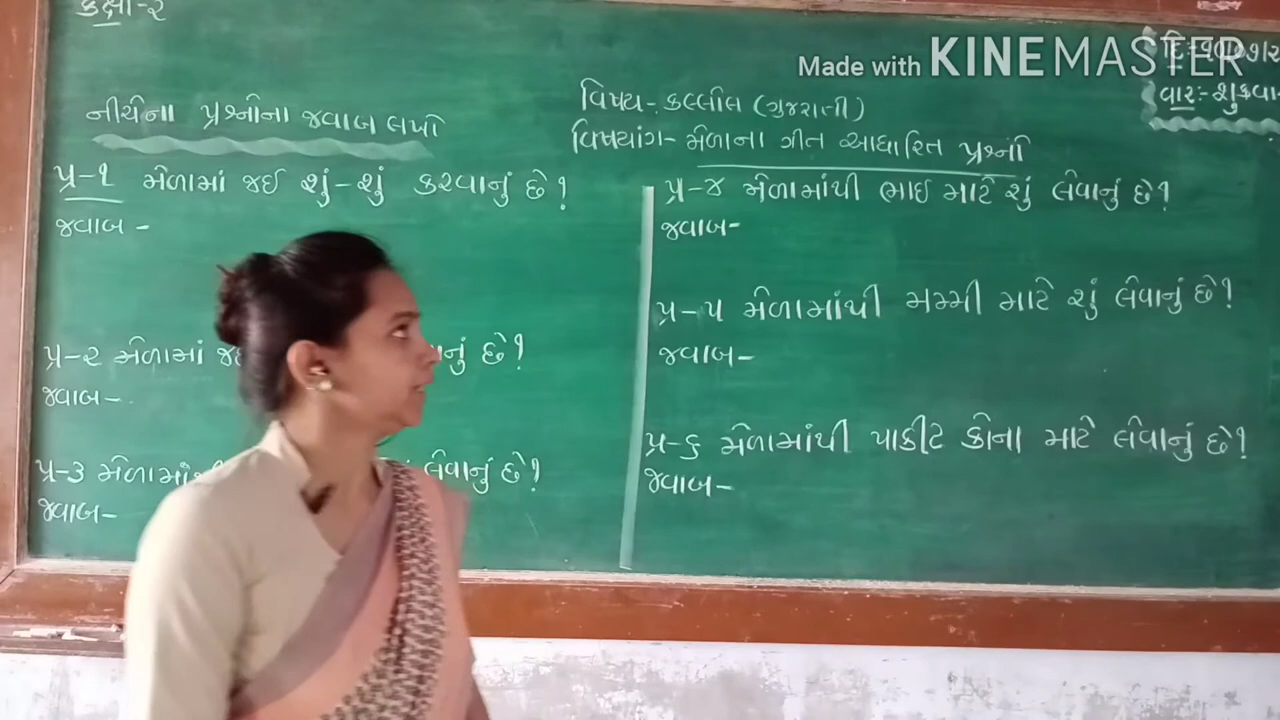 કક્ષા-૨
Made with KINEMASTER
વાર:- શુક્રવા
વિષય-કલ્લોલ (ગુજરાતી)
વિષયાંગ- મેળાના ગીત આધારિત પ્રશ્નો
નીચેના પ્રશ્નોના જવાબ લખો
પ્ર-૧ મેળામાં જઈ શું-શું કરવાનું છે?
જવાબ -
પ્ર-૨ મેળામાં નું છે?
જવાબ -
પ્ર-૩ લેવાનું છે?
જવાબ-
પ્ર-૪ મેળામાંથી ભાઈ માટે શું લેવાનું છે?
જવાબ-
પ્ર-૫ મેળામાંથી મમ્મી માટે શું લેવાનું છે?
જવાબ-
પ્ર-૬ મેળામાંથી પાકીટ કોના માટે લેવાનું છે?
જવાબ-